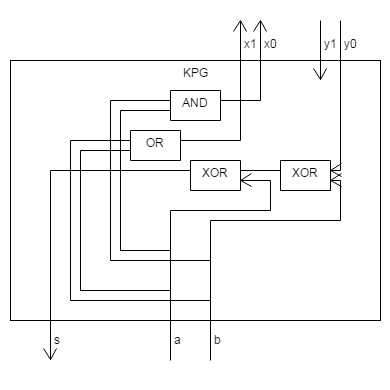 x1 x0 y1 y0
KPG
AND
OR
XOR XOR
s a b